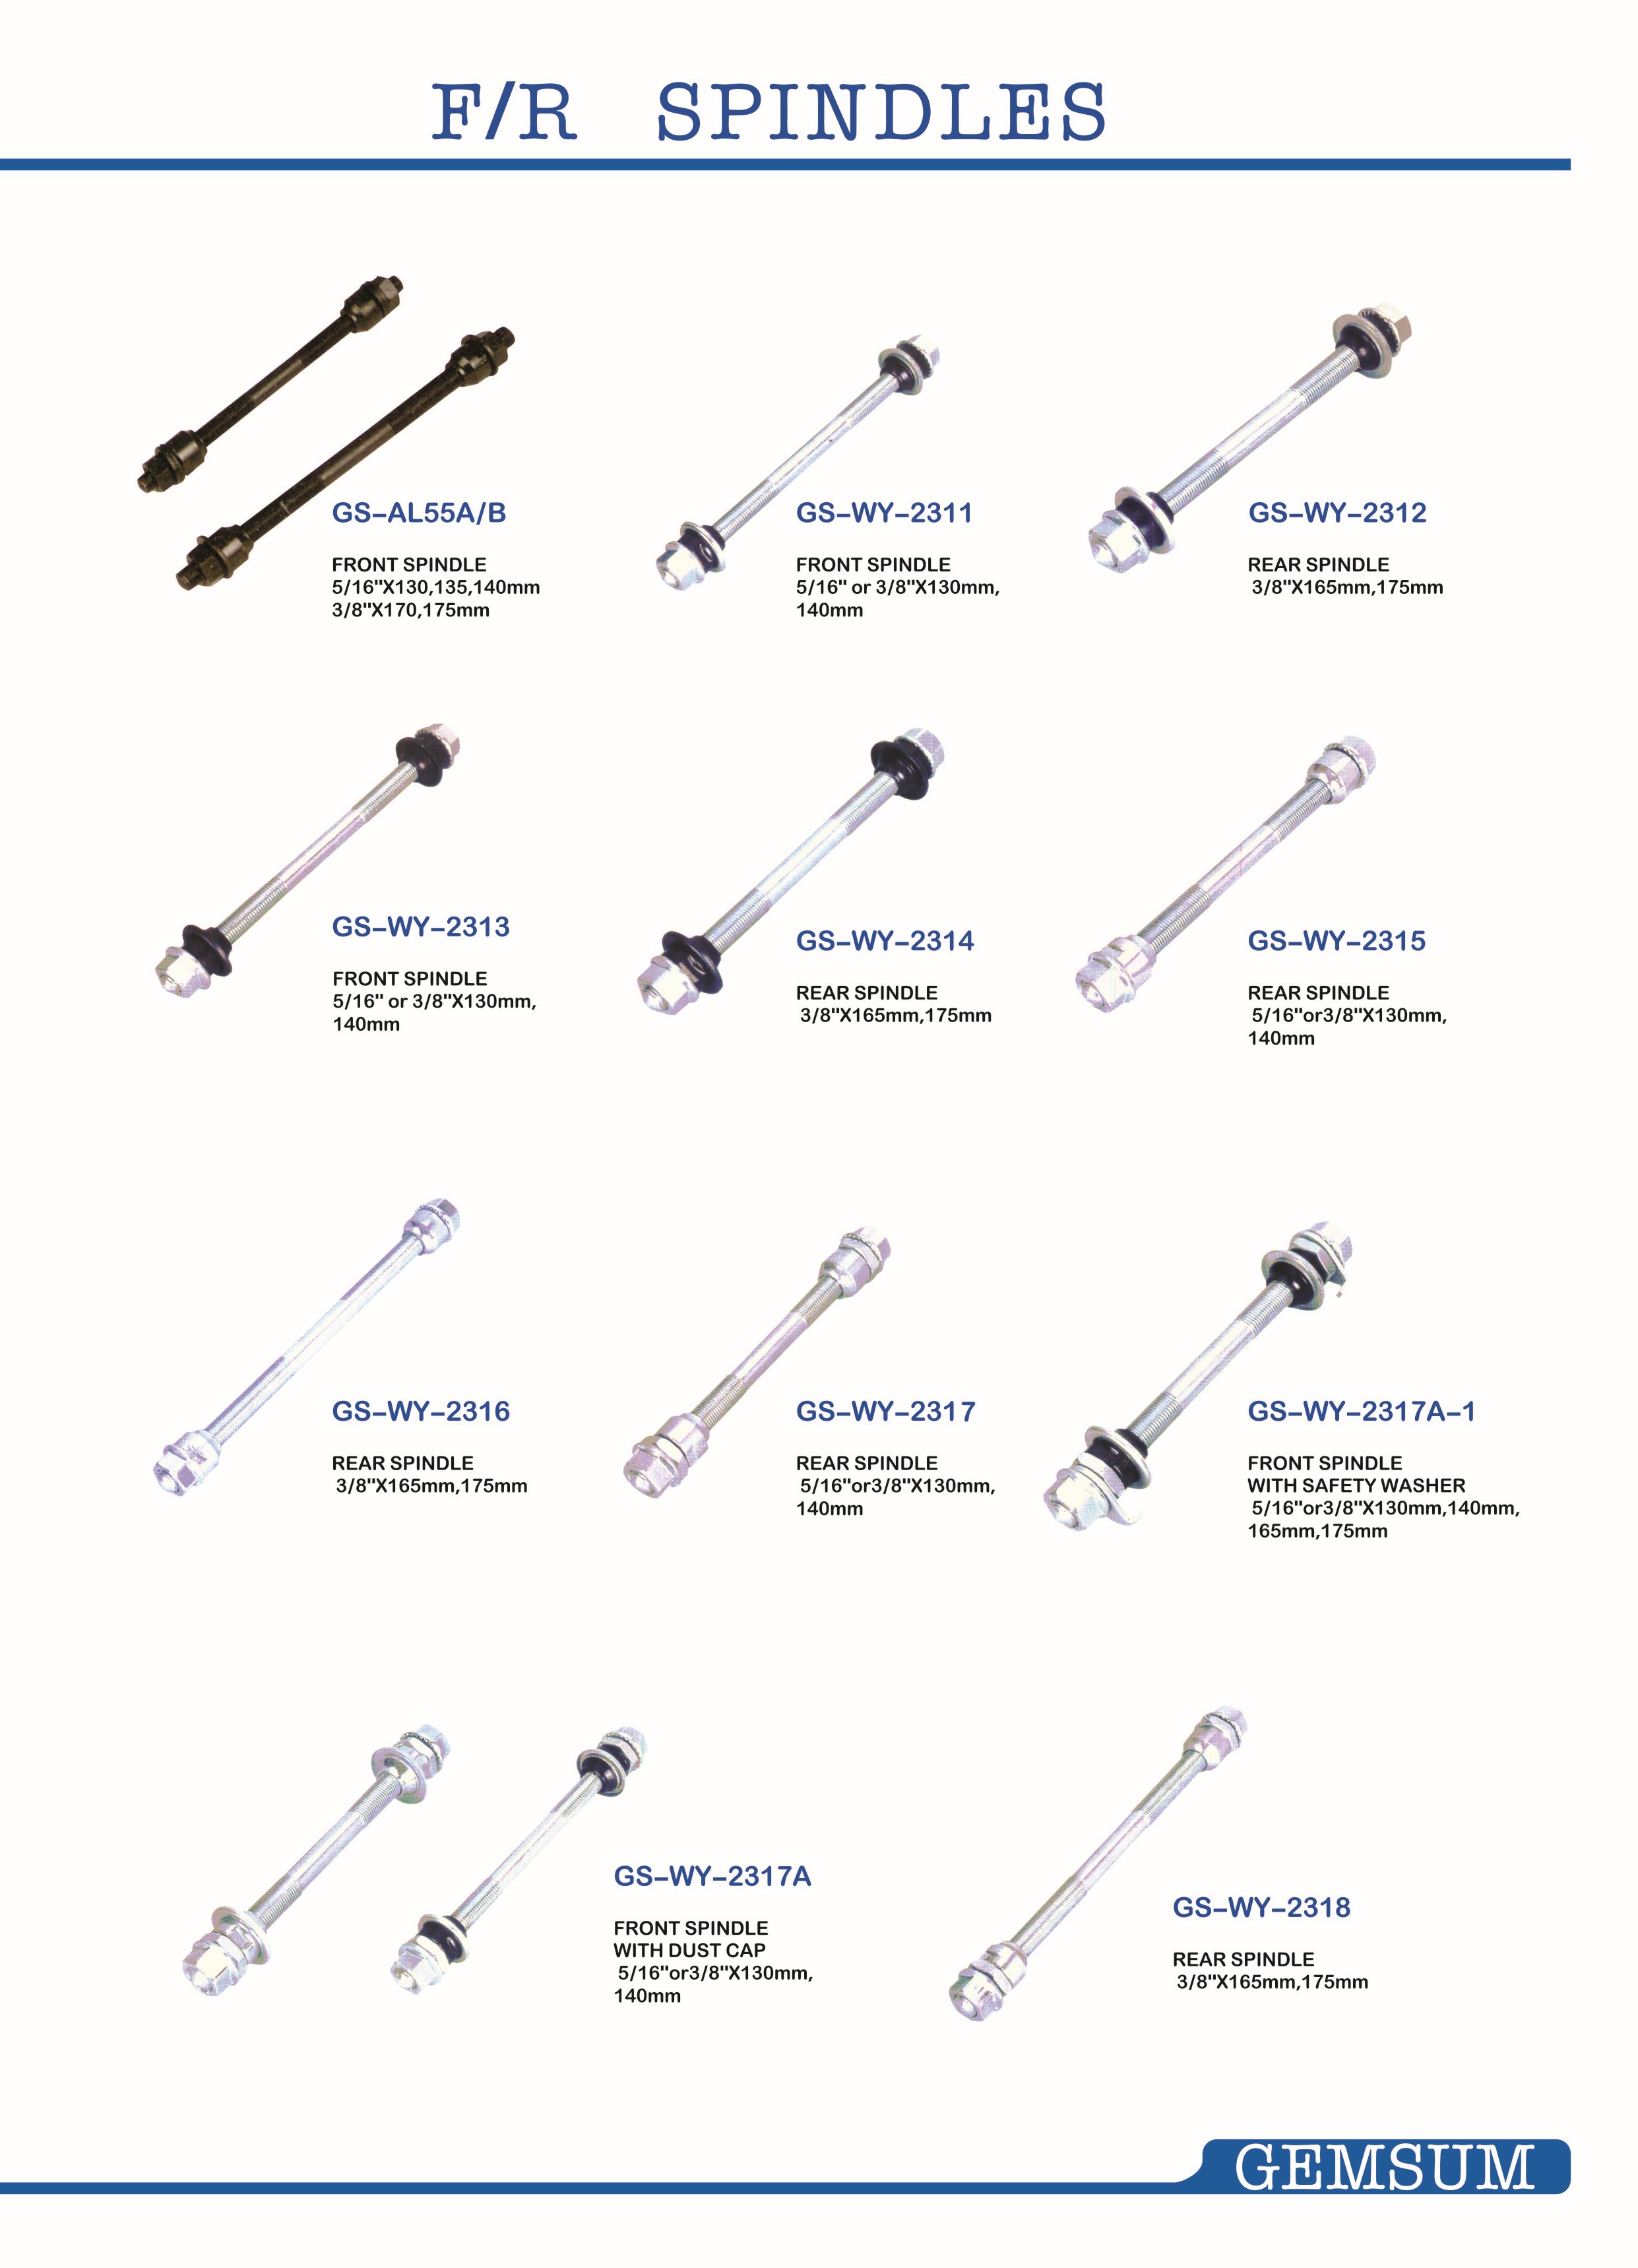 F/R SPINDLES
GS-AL55A/B
FRONT SPINDLE
5/16"X130,135,140mm
3/8"X170,175mm
GS-WY-2311
FRONT SPINDLE
5/16" or 3/8"X130mm,
140mm
GS-WY-2312
REAR SPINDLE
3/8"X165mm,175mm
GS-WY-2313
FRONT SPINDLE
5/16" or 3/8"X130mm,
140mm
GS-WY-2314
REAR SPINDLE
3/8"X165mm,175mm
GS-WY-2315
REAR SPINDLE
5/16"or3/8"X130mm,
140mm
GS-WY-2316
REAR SPINDLE
3/8"X165mm,175mm
GS-WY-2317
REAR SPINDLE
5/16"or3/8"X130mm,
140mm
GS-WY-2317A-1
FRONT SPINDLE
WITH SAFETY WASHER
5/16"or3/8"X130mm,140mm,
165mm,175mm
GS-WY-2317A
FRONT SPINDLE
WITH DUST CAP
5/16"or3/8"X130mm,
140mm
GS-WY-2318
REAR SPINDLE
3/8"X165mm,175mm
GEMSUM